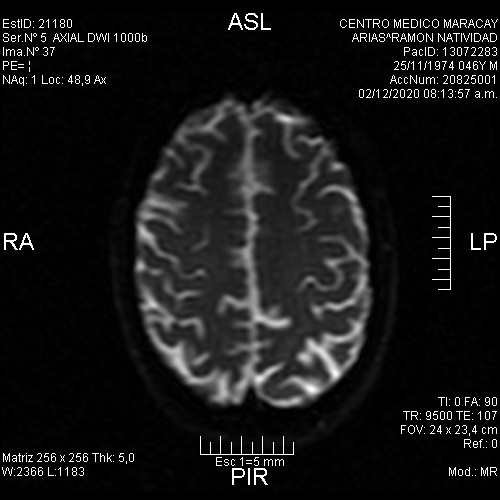 EstID: 21180
Ser.Nº 5 AXIAL DWI 1000b
Ima.Nº 37
PE= ¦
NAq: 1 Loc: 48,9 Ax
ASL
CENTRO MEDICO MARACAY
ARIAS^RAMON NATIVIDAD
PacID: 13072283
25/11/1974 046Y M
AccNum: 20825001
02/12/2020 08:13:57 a.m.
RA
LP
TI: 0 FA: 90
TR: 9500 TE: 107
FOV: 24 x 23,4 cm
Ref.: 0
Matriz 256 x 256 Thk: 5,0
W:2366 L:1183
Esc 1=5 mm
PIR
Mod.: MR